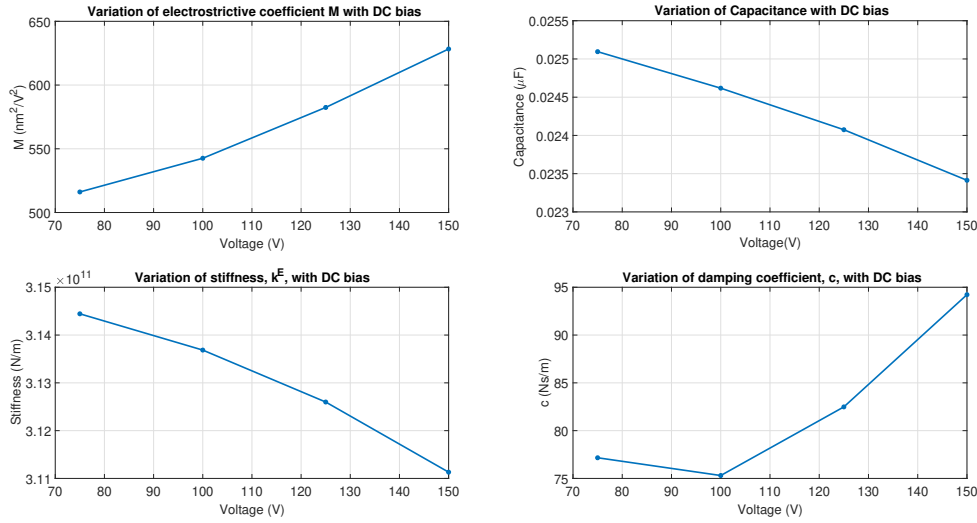 Variation of electrostrictive coefficient M with DC bias
650
600
550
500
M (nm²/V²)
70 80 90 100 110 120 130 140 150
Voltage (V)
Variation of Capacitance with DC bias
0.0255
0.025
0.0245
0.024
0.0235
0.023
Capacitance (μF)
70 80 90 100 110 120 130 140 150
Voltage(V)
Variation of stiffness, kᴱ, with DC bias
× 10¹¹
3.15
3.14
3.13
3.12
3.11
Stiffness (N/m)
70 80 90 100 110 120 130 140 150
Voltage (V)
Variation of damping coefficient, c, with DC bias
95
90
85
80
75
c (Ns/m)
70 80 90 100 110 120 130 140 150
Voltage (V)